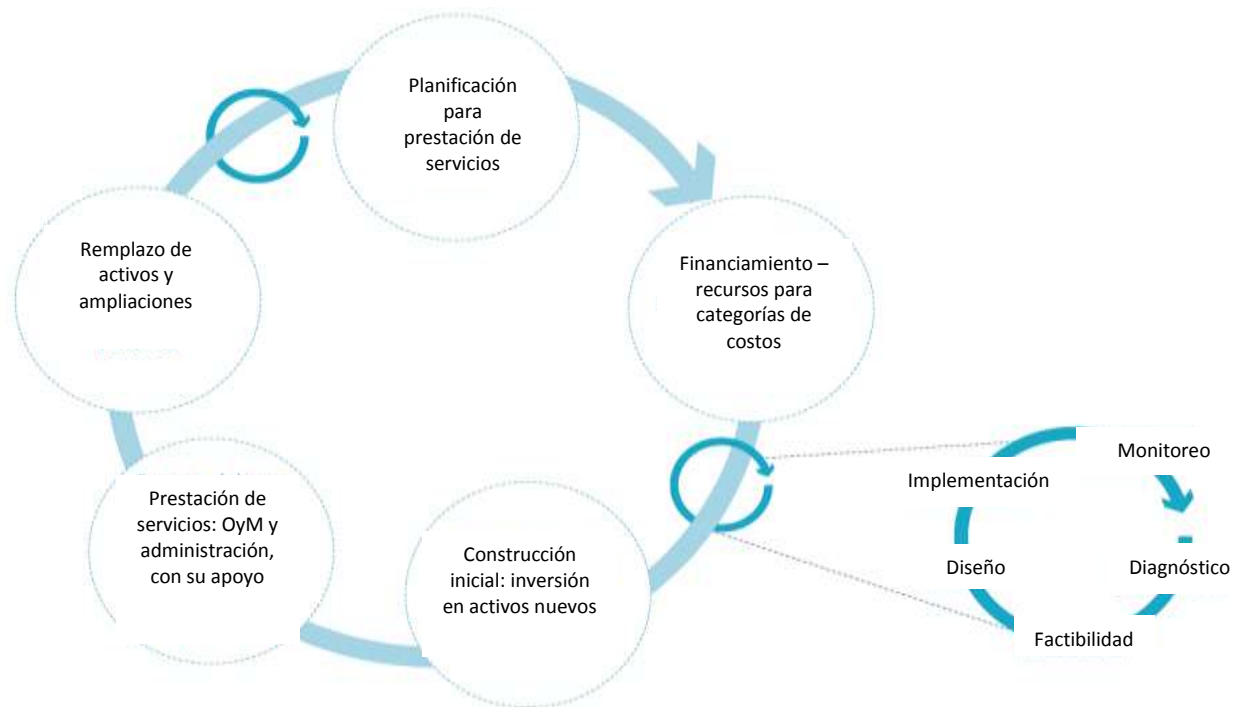 Planificación
para
prestación de
servicios
Remplazo de
activos y
ampliaciones
Financiamiento –
recursos para
categorías de
costos
Prestación de
servicios: OyM y
administración,
con su apoyo
Construcción
inicial: inversión
en activos nuevos
Monitoreo
Implementación
Diseño
Diagnóstico
Factibilidad